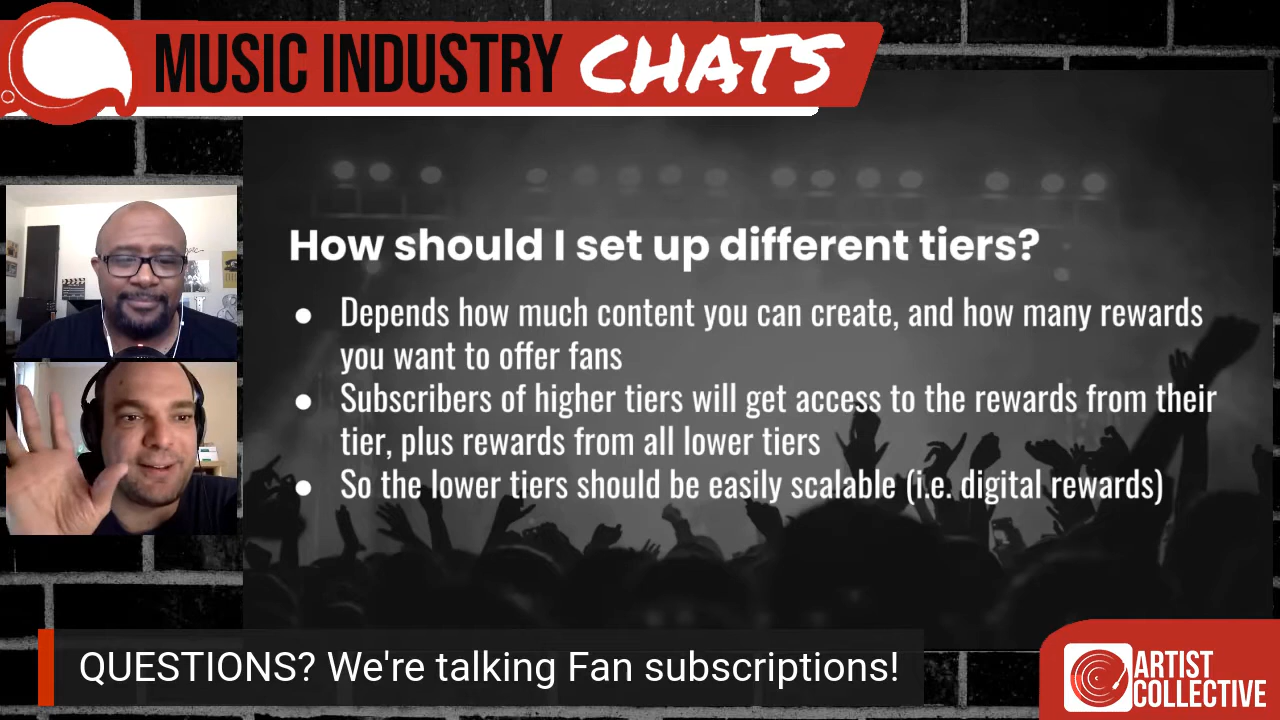 MUSIC INDUSTRY CHATS
How should I set up different tiers?
● Depends how much content you can create, and how many rewards
you want to offer fans
● Subscribers of higher tiers will get access to the rewards from their
tier, plus rewards from all lower tiers
● So the lower tiers should be easily scalable (i.e. digital rewards)
QUESTIONS? We're talking Fan subscriptions!
ARTIST
COLLECTIVE